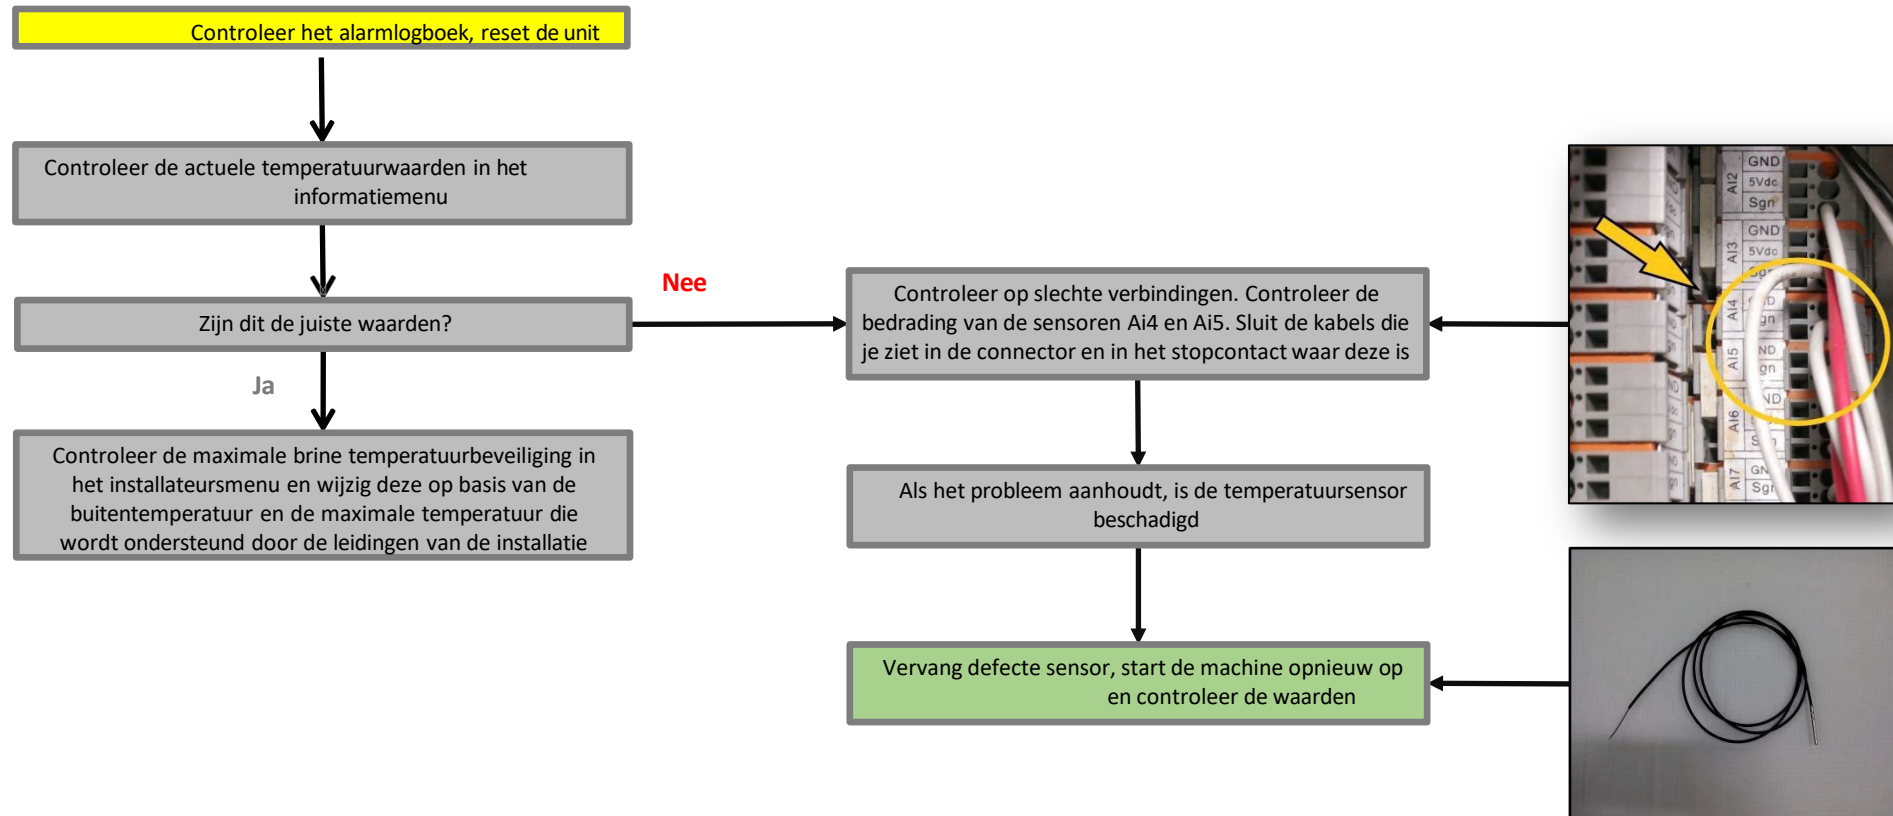 Controleer het alarmlogboek, reset de unit
Controleer de actuele temperatuurwaarden in het
informatiemenu
Zijn dit de juiste waarden?
Nee
Ja
Controleer de maximale brine temperatuurbeveiliging in
het installateursmenu en wijzig deze op basis van de
buitentemperatuur en de maximale temperatuur die
wordt ondersteund door de leidingen van de installatie
Controleer op slechte verbindingen. Controleer de
bedrading van de sensoren Ai4 en Ai5. Sluit de kabels die
je ziet in de connector en in het stopcontact waar deze is
Als het probleem aanhoudt, is de temperatuursensor
beschadigd
Vervang defecte sensor, start de machine opnieuw op
en controleer de waarden
AI2
GND
5Vdc
Sgn
AI3
GND
5Vdc
AI4
AI5
AI6
AI7